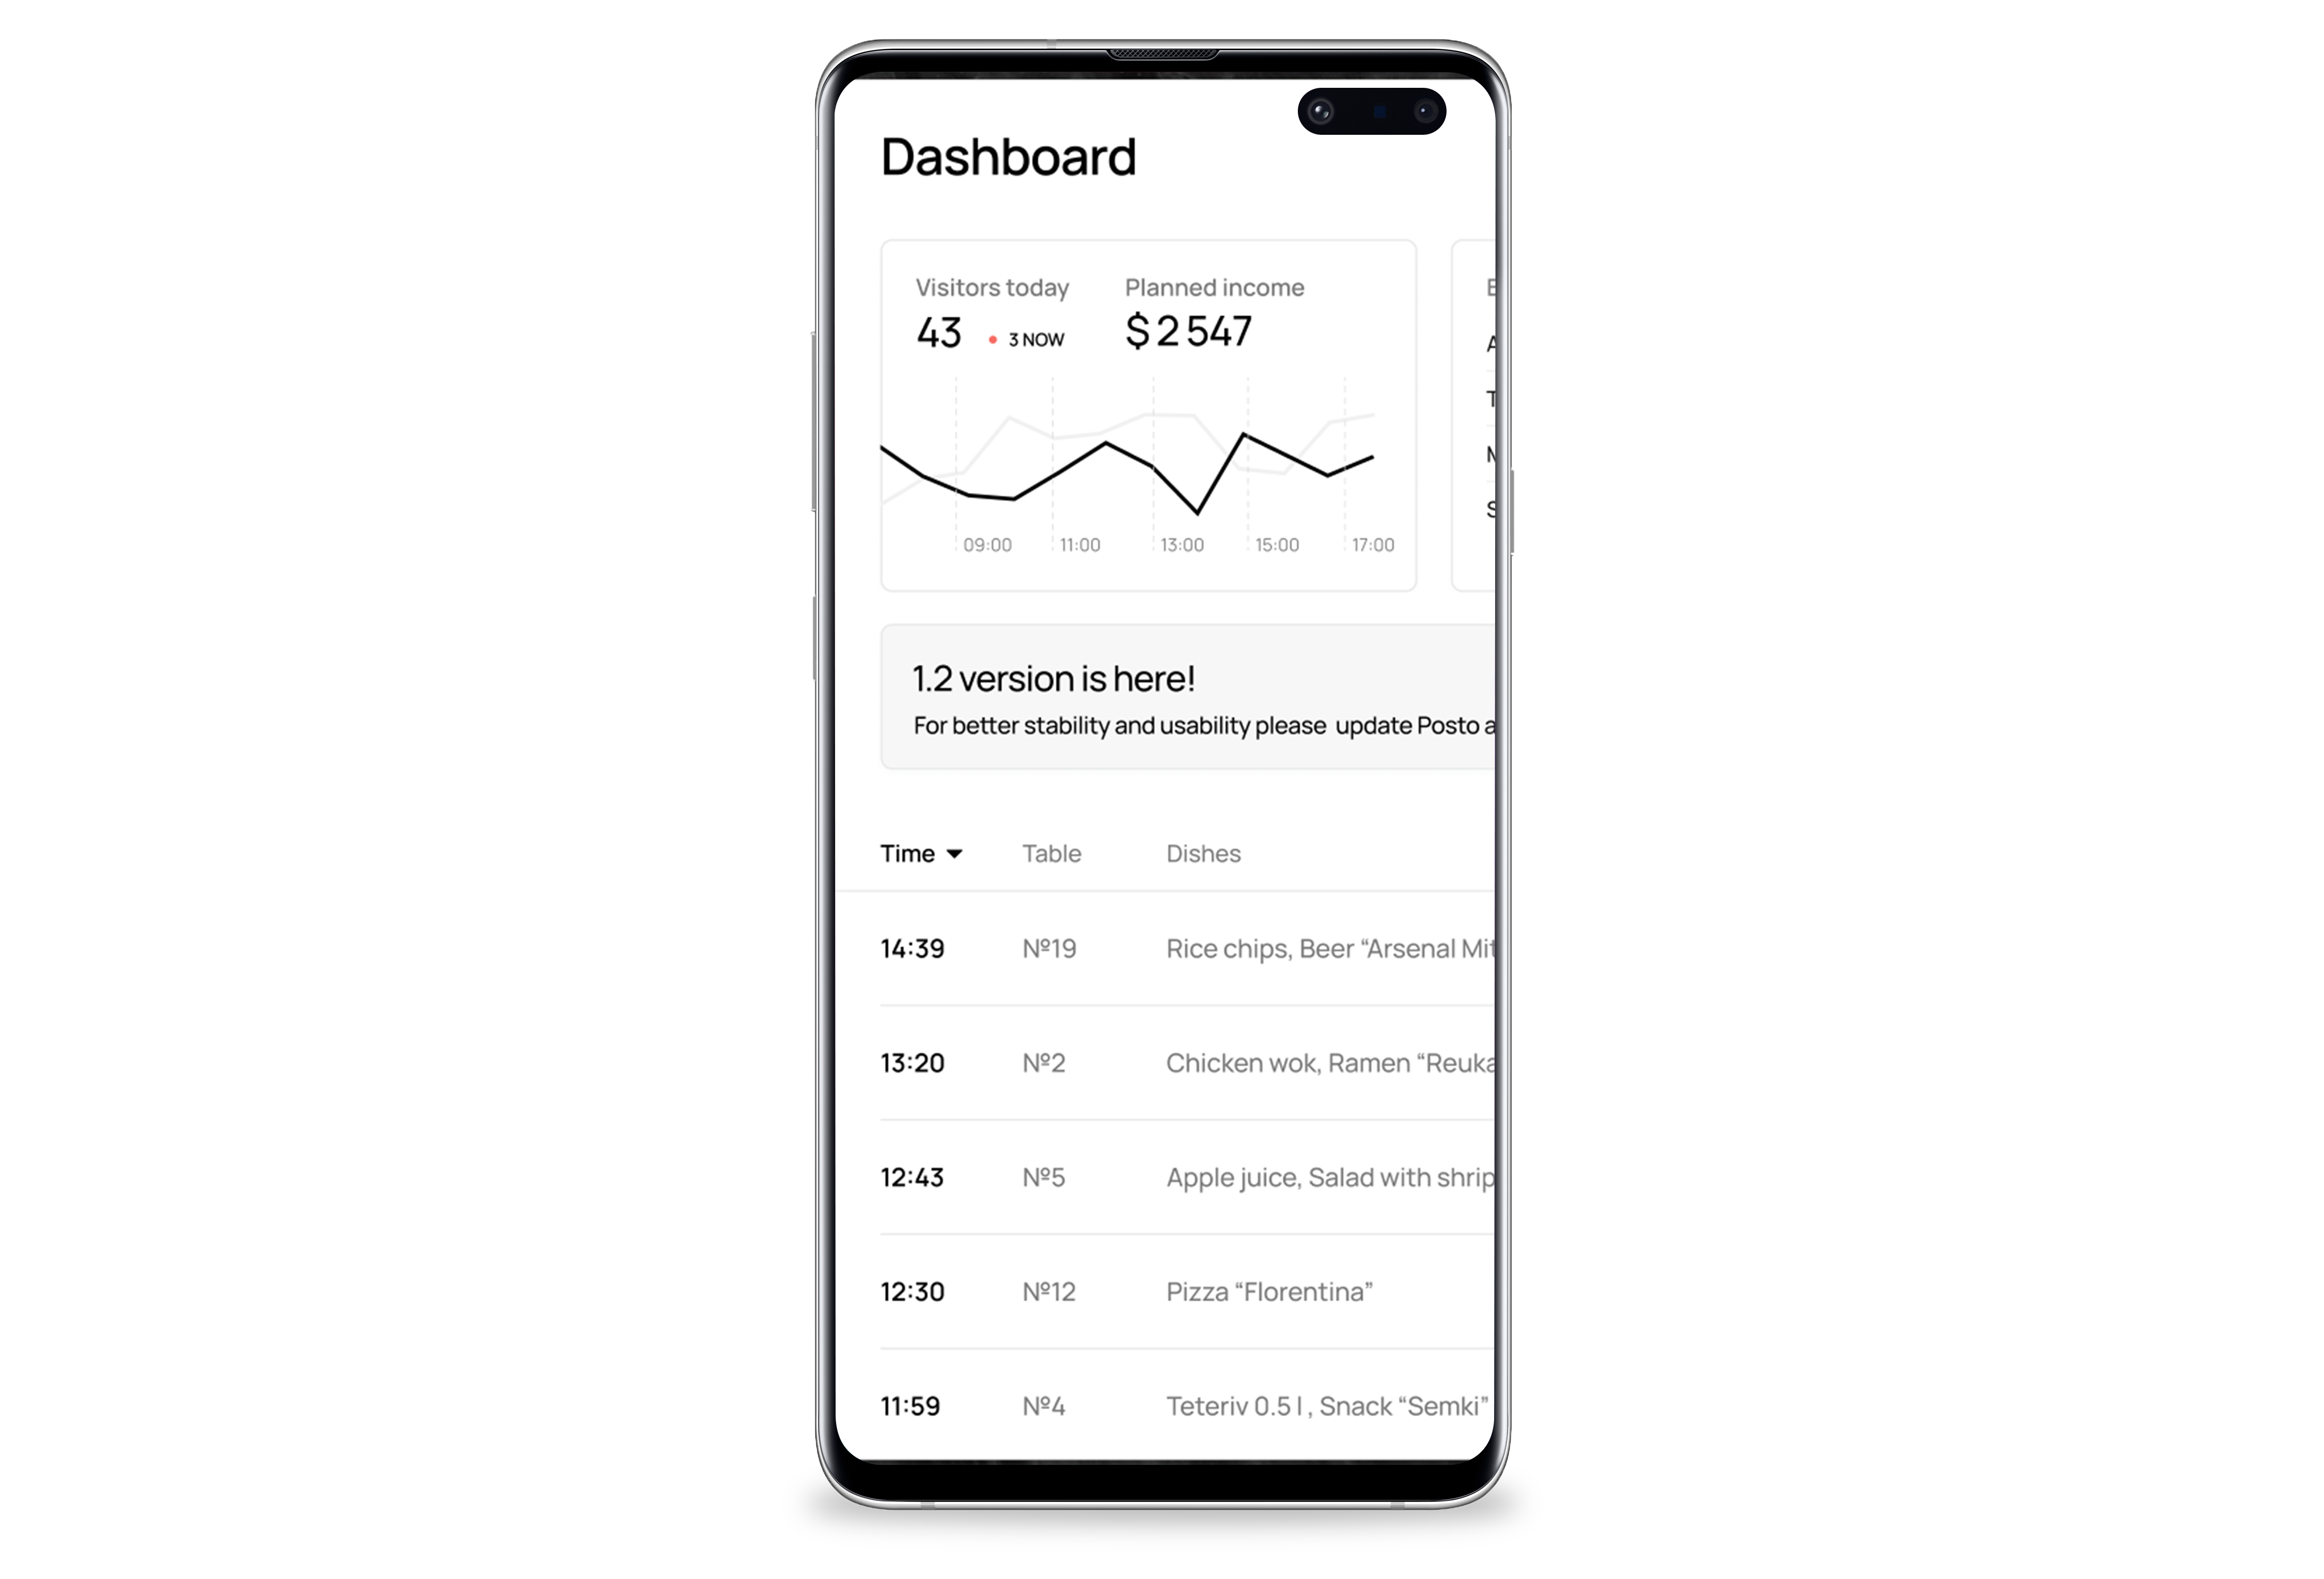 Dashboard
Visitors today
43 3 NOW
Planned income
$ 2 547
09:00 11:00 13:00 15:00 17:00
1.2 version is here!
For better stability and usability please update Posto
Time Table Dishes
14:39 Nº19 Rice chips, Beer “Arsenal
13:20 Nº2 Chicken wok, Ramen
12:43 Nº5 Apple juice, Salad with
12:30 Nº12 Pizza “Florentina”
11:59 Nº4 Teteriv 0.5 l , Snack “Semki”